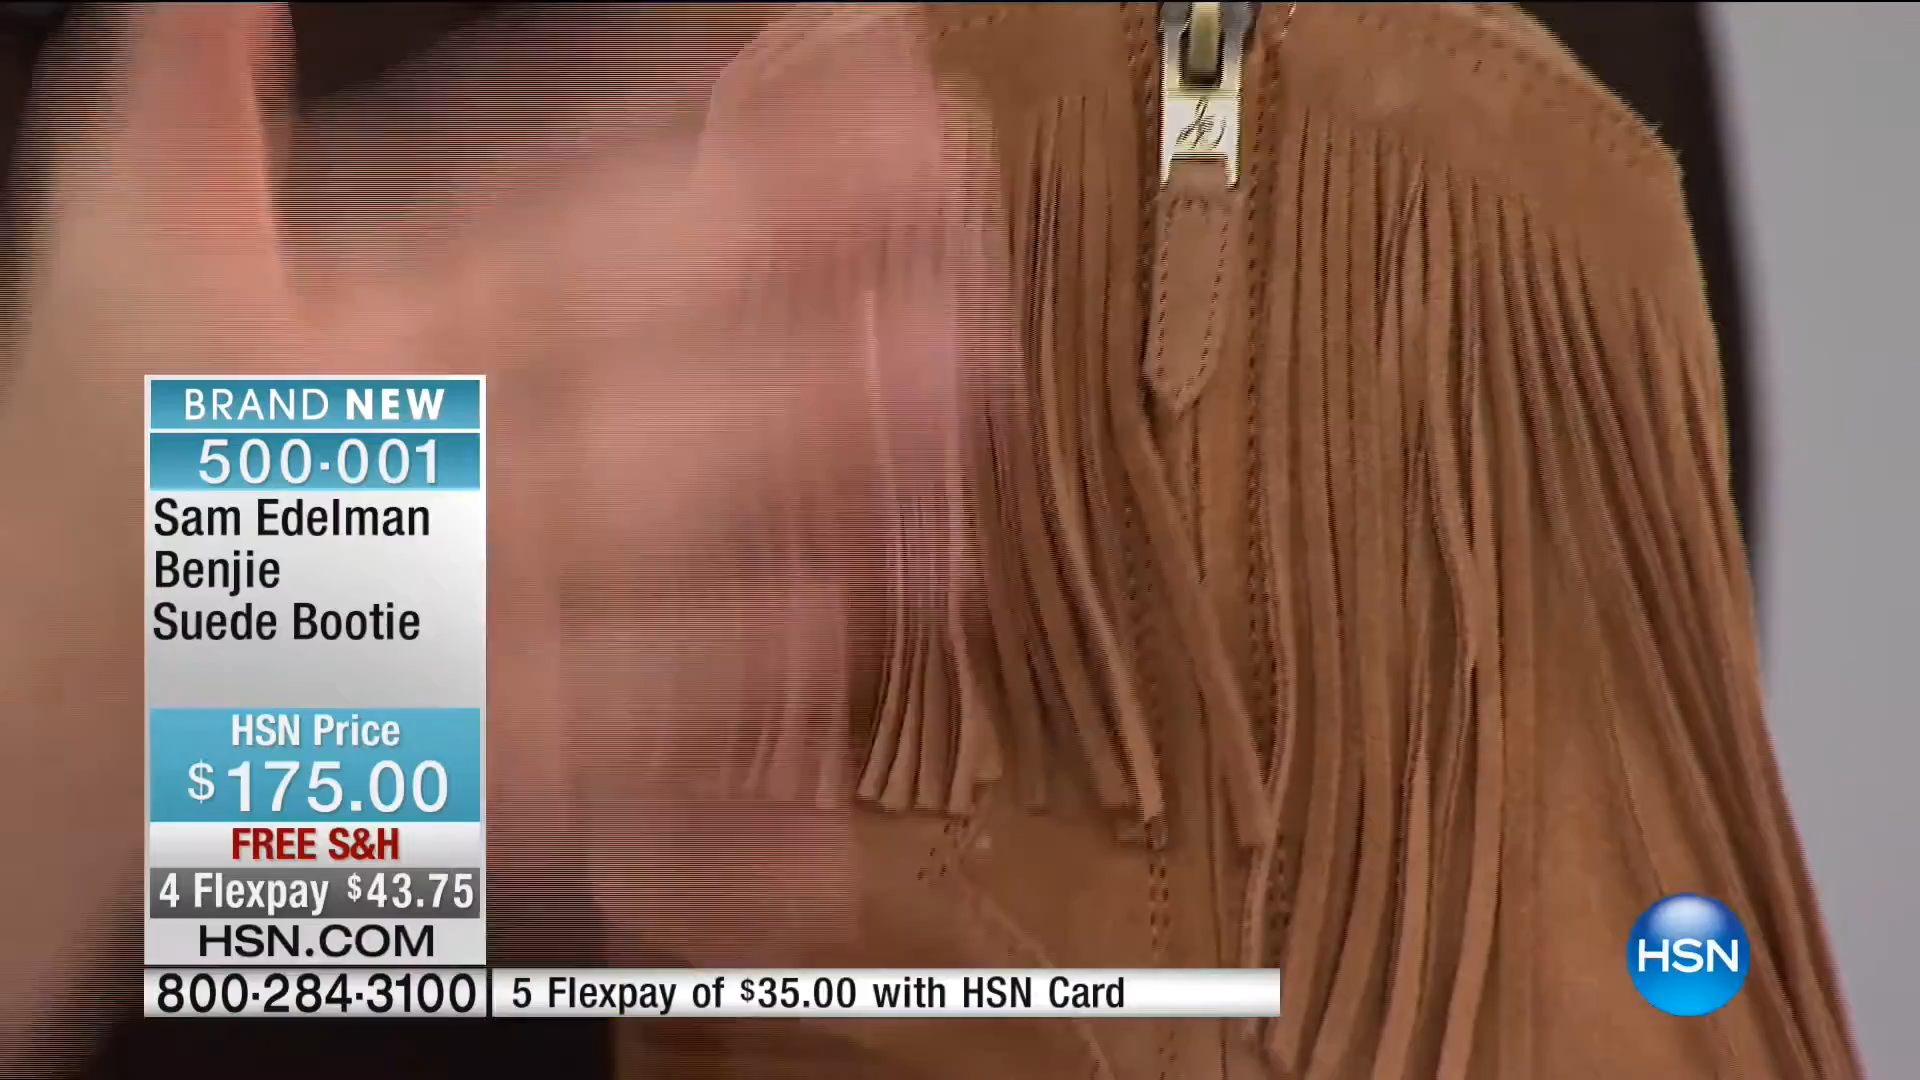 BRAND NEW
500·001
Sam Edelman
Benjie
Suede Bootie
HSN Price
$175.00
FREE S&H
4 Flexpay $43.75
HSN.COM
800·284·3100
5 Flexpay of $35.00 with HSN Card
HSN